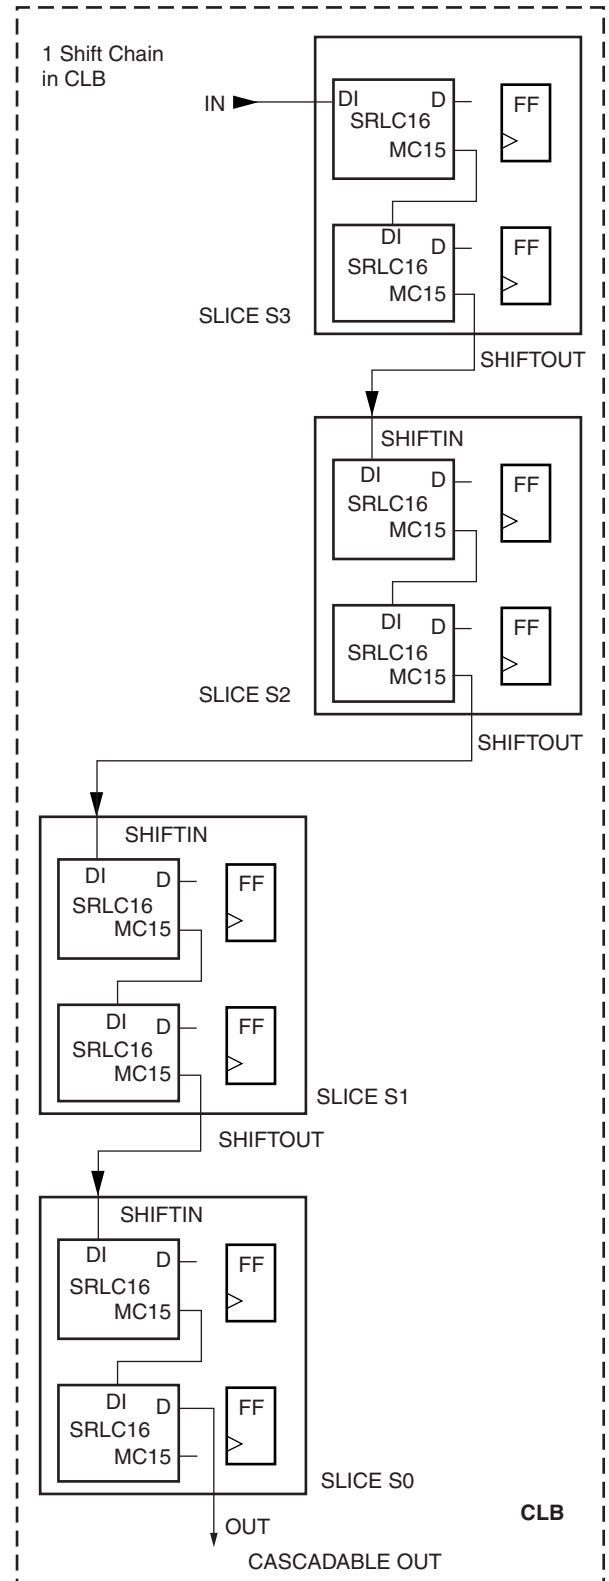 1 Shift Chain
in CLB
IN
DI
D
SRLC16
MC15
FF
DI
D
SRLC16
MC15
FF
SLICE S3
SHIFTOUT
SHIFTIN
DI
D
SRLC16
MC15
FF
DI
D
SRLC16
MC15
FF
SLICE S2
SHIFTOUT
SHIFTIN
DI
D
SRLC16
MC15
FF
DI
D
SRLC16
MC15
FF
SLICE S1
SHIFTOUT
SHIFTIN
DI
D
SRLC16
MC15
FF
DI
D
SRLC16
MC15
FF
SLICE S0
OUT
CLB
CASCADABLE OUT